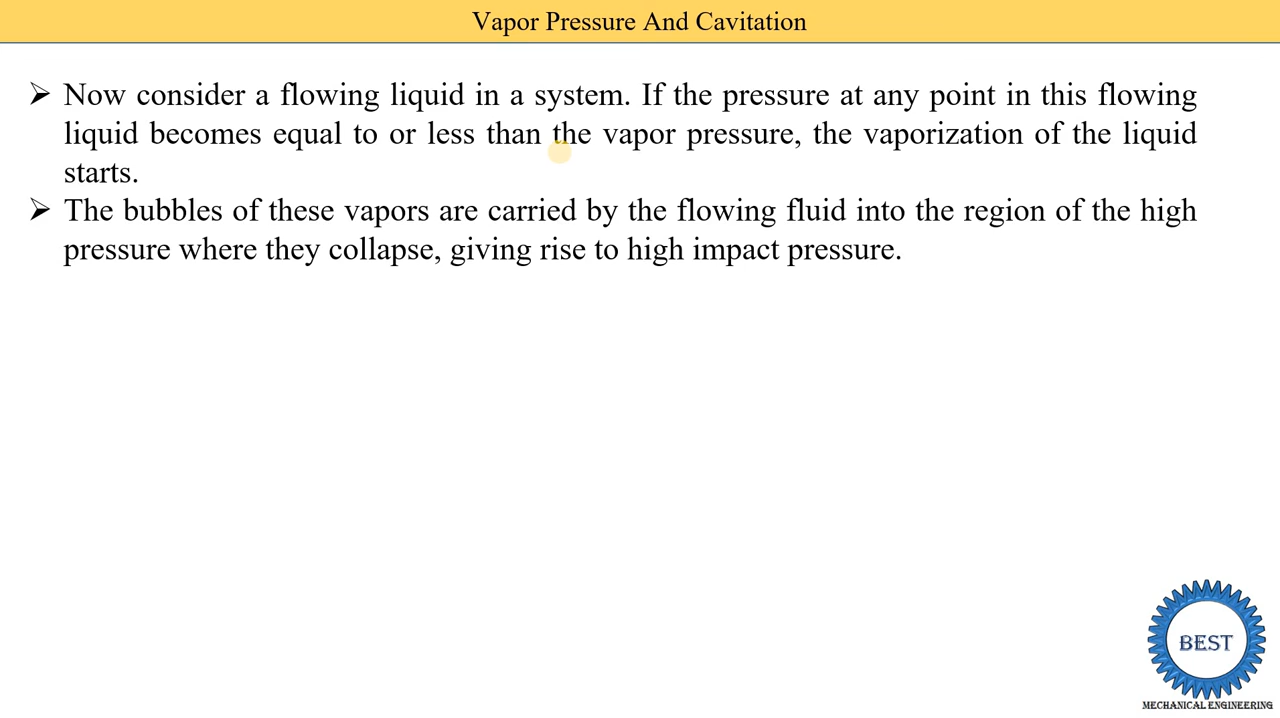 Vapor Pressure And Cavitation
➢ Now consider a flowing liquid in a system. If the pressure at any point in this flowing
liquid becomes equal to or less than the vapor pressure, the vaporization of the liquid
starts.
➢ The bubbles of these vapors are carried by the flowing fluid into the region of the high
pressure where they collapse, giving rise to high impact pressure.
BEST
MECHANICAL ENGINEERING